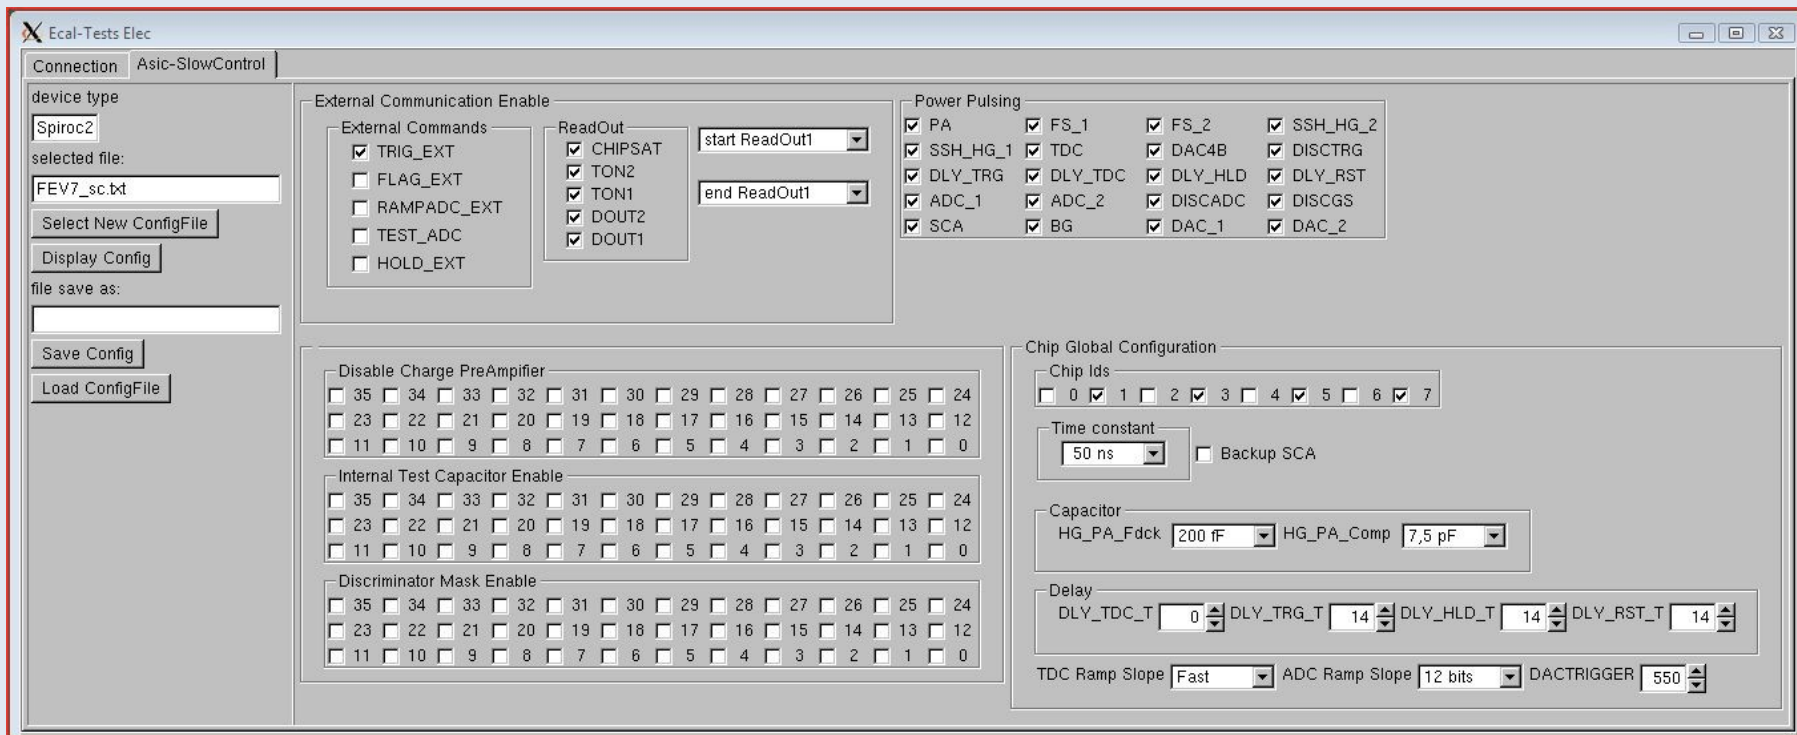 Ecal-Tests Elec
Connection Asic-SlowControl
device type
Spiroc2
selected file:
FEV7_sc.txt
Select New ConfigFile
Display Config
file save as:
Save Config
Load ConfigFile
External Communication Enable
External Commands
TRIG_EXT
FLAG_EXT
RAMPADC_EXT
TEST_ADC
HOLD_EXT
ReadOut
CHIPSAT
TON2
TON1
DOUT2
DOUT1
start ReadOut1
end ReadOut1
Power Pulsing
PA FS_1 FS_2 SSH_HG_2
SSH_HG_1 TDC DAC4B DISCTRG
DLY_TRG DLY_TDC DLY_HLD DLY_RST
ADC_1 ADC_2 DISCADC DISCGS
SCA BG DAC_1 DAC_2
Disable Charge PreAmpifier
35 34 33 32 31 30 29 28 27 26 25 24
23 22 21 20 19 18 17 16 15 14 13 12
11 10 9 8 7 6 5 4 3 2 1 0
Internal Test Capacitor Enable
35 34 33 32 31 30 29 28 27 26 25 24
23 22 21 20 19 18 17 16 15 14 13 12
11 10 9 8 7 6 5 4 3 2 1 0
Discriminator Mask Enable
35 34 33 32 31 30 29 28 27 26 25 24
23 22 21 20 19 18 17 16 15 14 13 12
11 10 9 8 7 6 5 4 3 2 1 0
Chip Global Configuration
Chip Ids
0 1 2 3 4 5 6 7
Time constant
50 ns Backup SCA
Capacitor
HG_PA_Fdck 200 fF HG_PA_Comp 7,5 pF
Delay
DLY_TDC_T 0 DLY_TRG_T 14 DLY_HLD_T 14 DLY_RST_T 14
TDC Ramp Slope Fast ADC Ramp Slope 12 bits DACTRIGGER 550